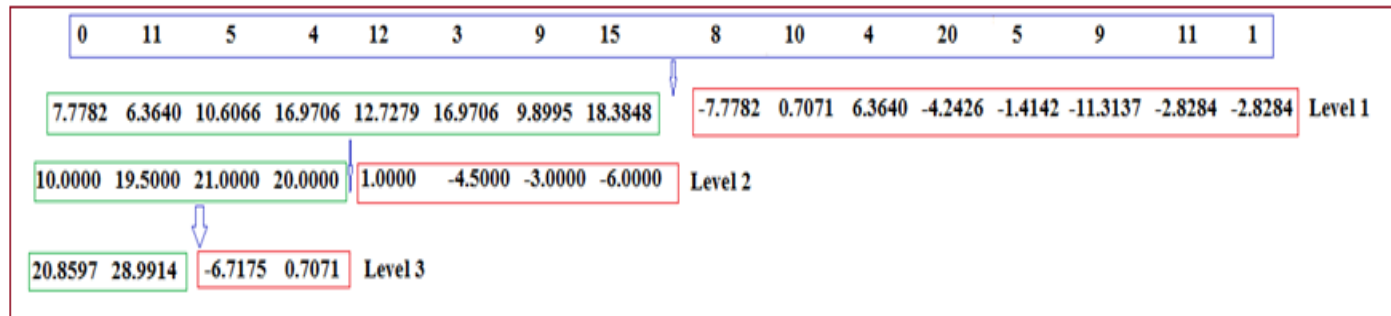 0 11 5 4 12 3 9 15 8 10 4 20 5 9 11 1
7.7782 6.3640 10.6066 16.9706 12.7279 16.9706 9.8995 18.3848 -7.7782 0.7071 6.3640 -4.2426 -1.4142 -11.3137 -2.8284 -2.8284 Level 1
10.0000 19.5000 21.0000 20.0000 1.0000 -4.5000 -3.0000 -6.0000 Level 2
20.8597 28.9914 -6.7175 0.7071 Level 3